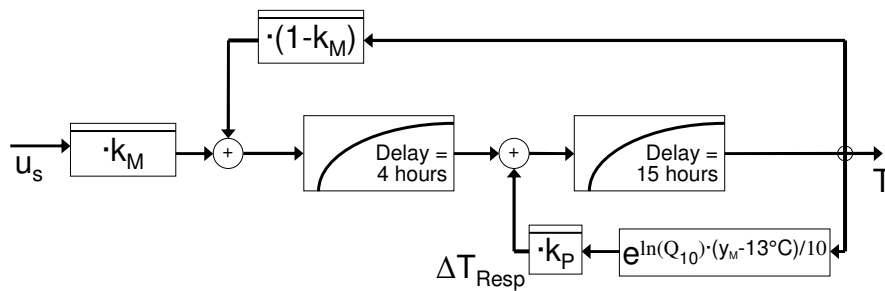 ·(1-k_M)
u_s
·k_M
+
Delay =
4 hours
+
Delay =
15 hours
T
ΔT_Resp
·k_P
e^ln(Q_10)·(y_M-13°C)/10